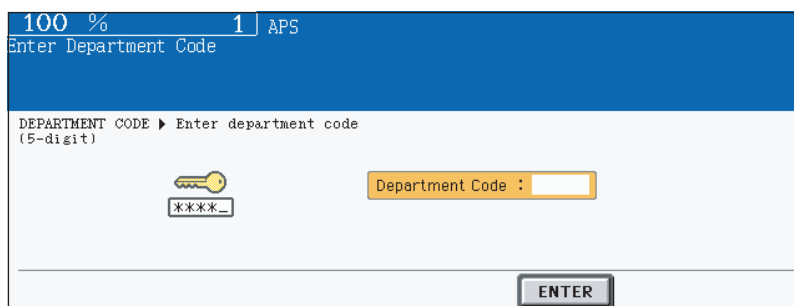 100 % 1 APS
Enter Department Code
DEPARTMENT CODE ▶ Enter department code
(5-digit)
Department Code :
****_
ENTER